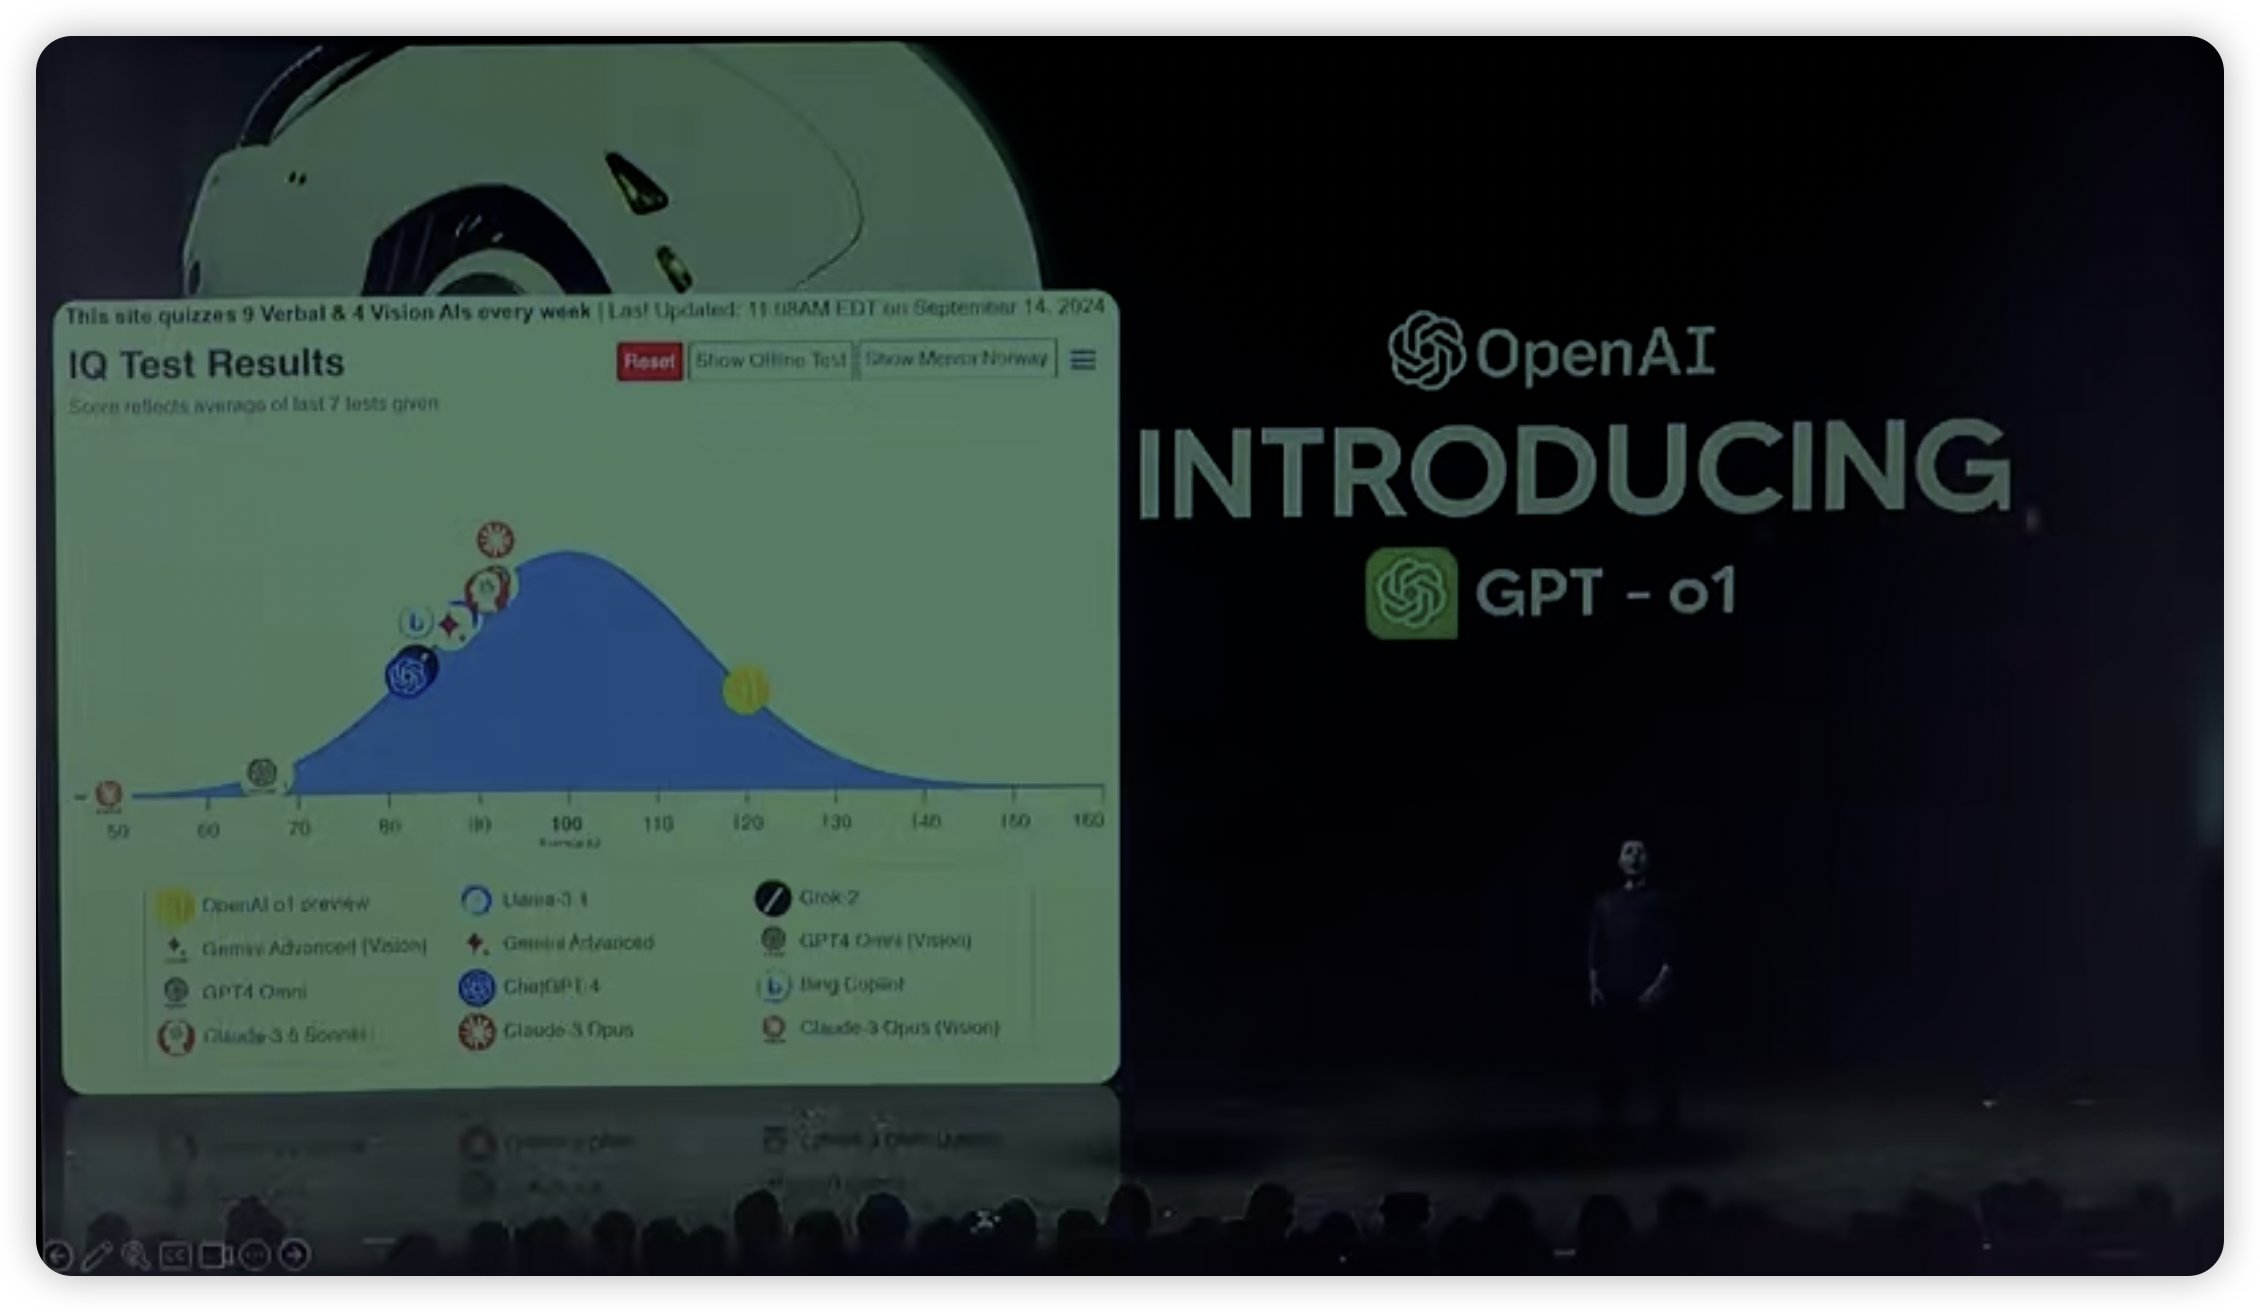 This site quizzes 9 Verbal & 4 Vision AIs every week | Last Updated: 11:08AM EDT on September 14, 2024
IQ Test Results
Reset
Show Offline Test
Show Mensa Norway
Score reflects average of last 7 tests given
50 60 70 80 90 100 110 120 130 140 150 160
OpenAI o1 preview
Llama-3.1
Grok-2
Gemini Advanced (Vision)
Gemini Advanced
GPT4 Omni (Vision)
GPT4 Omni
ChatGPT-4
Bing Copilot
Claude-3.5 Sonnet
Claude-3 Opus
Claude-3 Opus (Vision)
OpenAI
INTRODUCING
GPT - o1
CC